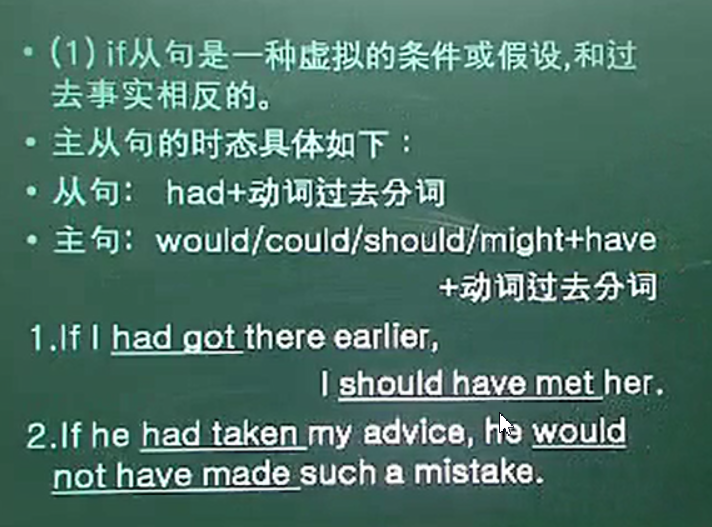 • (1) if从句是一种虚拟的条件或假设,和过
去事实相反的。
• 主从句的时态具体如下：
• 从句： had+动词过去分词
• 主句： would/could/should/might+have
+动词过去分词
1.If I had got there earlier,
I should have met her.
2.If he had taken my advice, he would
not have made such a mistake.